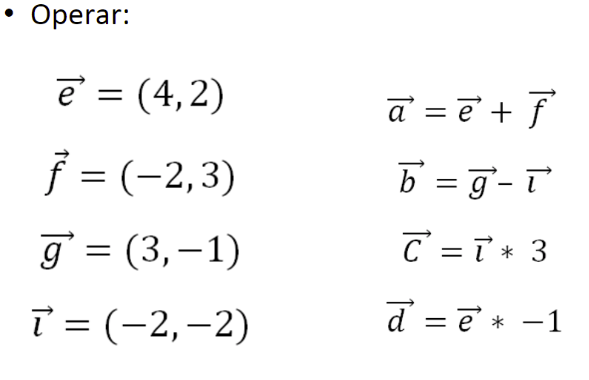 • Operar:
e⃗ = (4,2)
f⃗ = (−2,3)
g⃗ = (3,−1)
ı⃗ = (−2,−2)
a⃗ = e⃗ + f⃗
b⃗ = g⃗ − ı⃗
c⃗ = ı⃗ * 3
d⃗ = e⃗ * −1